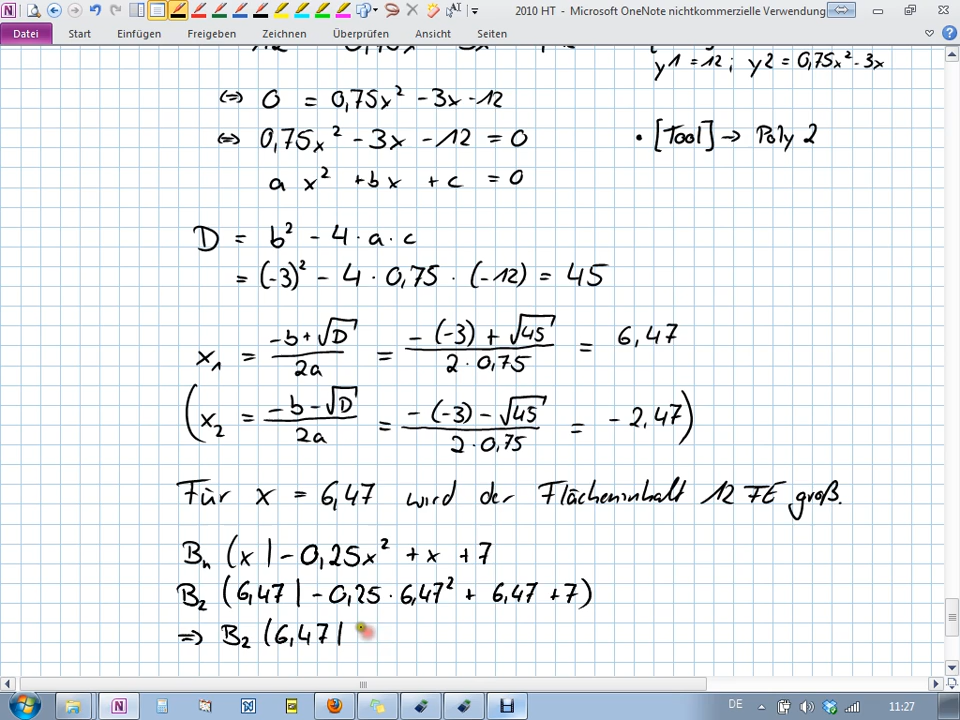 2010 HT - Microsoft OneNote nichtkommerzielle Verwendung
Datei Start Einfügen Freigeben Zeichnen Überprüfen Ansicht Seiten
y1 = 12 ; y2 = 0,75x² - 3x
⇔ 0 = 0,75x² - 3x - 12
⇔ 0,75x² - 3x - 12 = 0
• [Tool] → Poly 2
a x² + bx + c = 0
D = b² - 4 · a · c
= (-3)² - 4 · 0,75 · (-12) = 45
x₁ = (-b + √D) / 2a = (-(-3) + √45) / (2 · 0,75) = 6,47
(x₂ = (-b - √D) / 2a = (-(-3) - √45) / (2 · 0,75) = -2,47)
Für x = 6,47 wird der Flächeninhalt 12 FE groß.
Bₙ (x | -0,25x² + x + 7
B₂ (6,47 | -0,25 · 6,47² + 6,47 + 7)
⇒ B₂ (6,47 |
DE 11:27